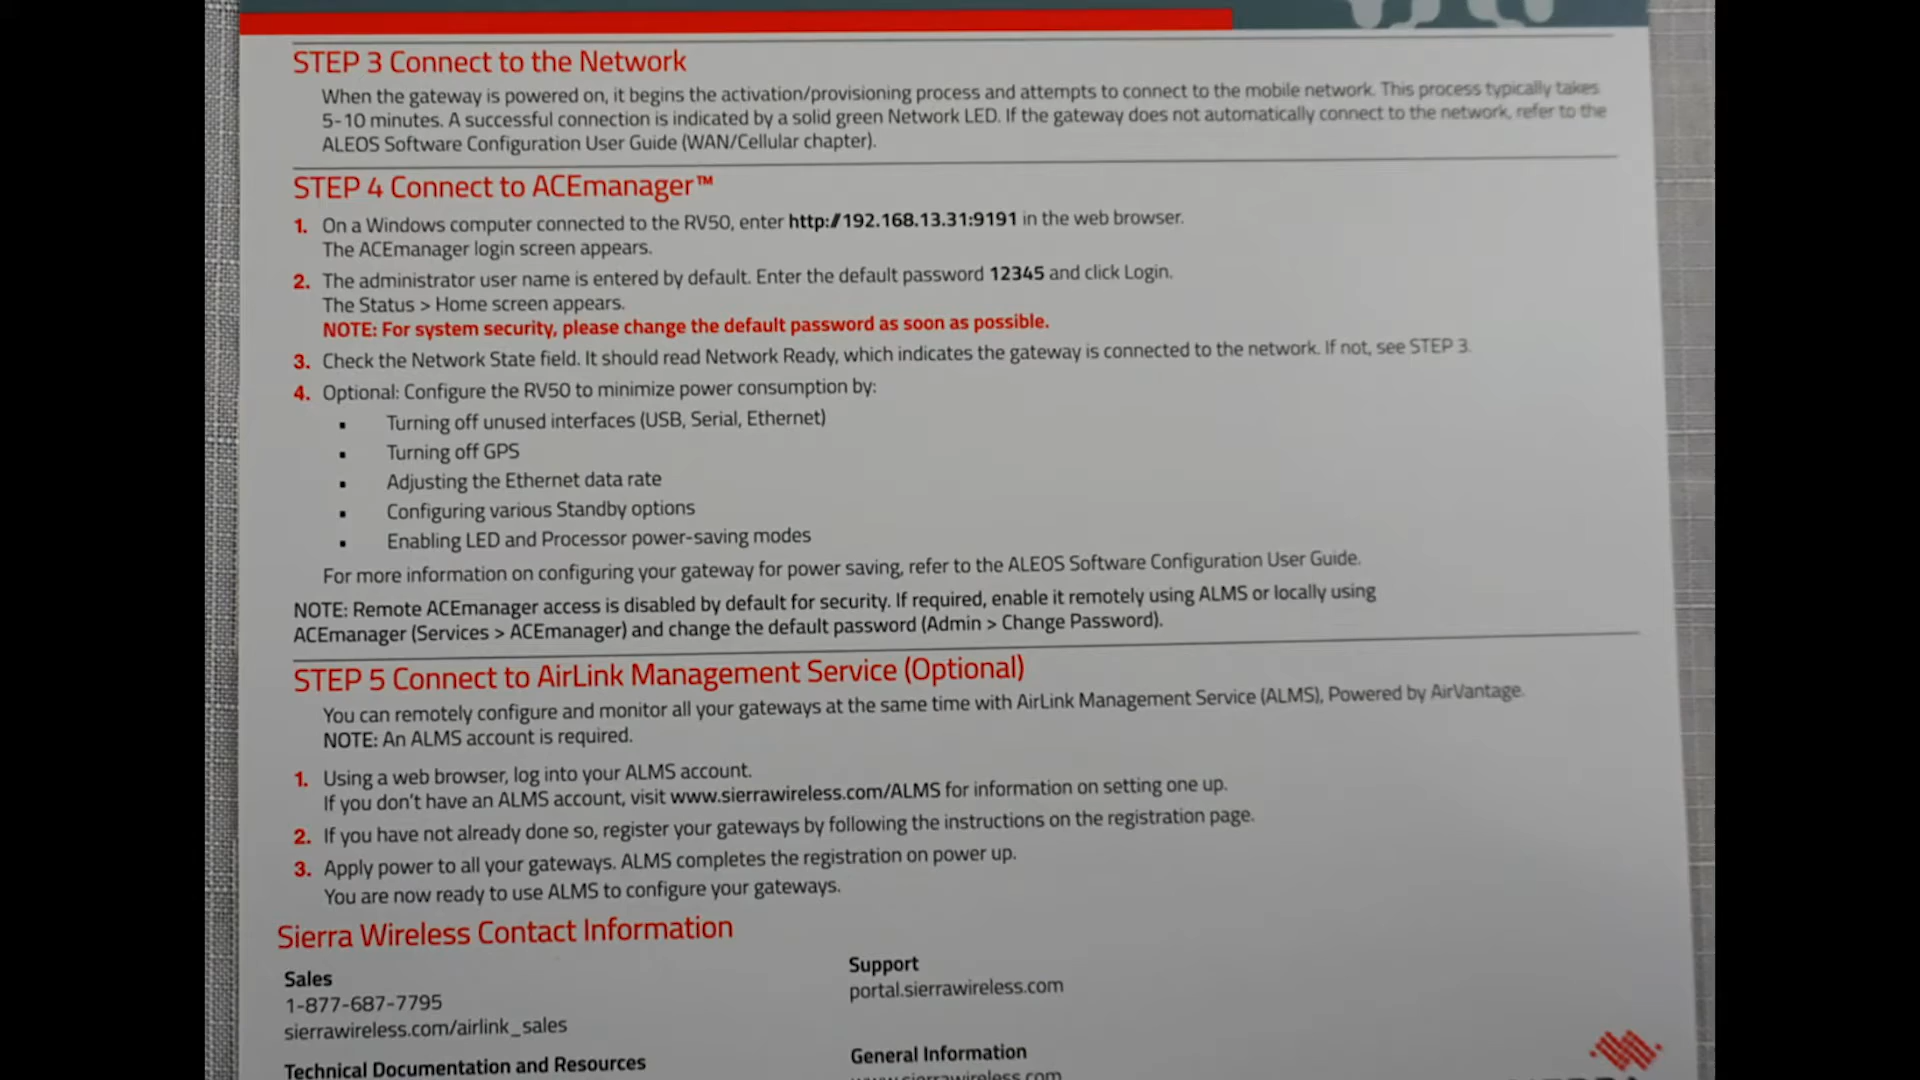 STEP 3 Connect to the Network
When the gateway is powered on, it begins the activation/provisioning process and attempts to connect to the mobile network. This process typically takes
5-10 minutes. A successful connection is indicated by a solid green Network LED. If the gateway does not automatically connect to the network, refer to the
ALEOS Software Configuration User Guide (WAN/Cellular chapter).
STEP 4 Connect to ACEmanager™
1. On a Windows computer connected to the RV50, enter http://192.168.13.31:9191 in the web browser.
The ACEmanager login screen appears.
2. The administrator user name is entered by default. Enter the default password 12345 and click Login.
The Status > Home screen appears.
NOTE: For system security, please change the default password as soon as possible.
3. Check the Network State field. It should read Network Ready, which indicates the gateway is connected to the network. If not, see STEP 3.
4. Optional: Configure the RV50 to minimize power consumption by:
▪ Turning off unused interfaces (USB, Serial, Ethernet)
▪ Turning off GPS
▪ Adjusting the Ethernet data rate
▪ Configuring various Standby options
▪ Enabling LED and Processor power-saving modes
For more information on configuring your gateway for power saving, refer to the ALEOS Software Configuration User Guide.
NOTE: Remote ACEmanager access is disabled by default for security. If required, enable it remotely using ALMS or locally using
ACEmanager (Services > ACEmanager) and change the default password (Admin > Change Password).
STEP 5 Connect to AirLink Management Service (Optional)
You can remotely configure and monitor all your gateways at the same time with AirLink Management Service (ALMS), Powered by AirVantage.
NOTE: An ALMS account is required.
1. Using a web browser, log into your ALMS account.
If you don't have an ALMS account, visit www.sierrawireless.com/ALMS for information on setting one up.
2. If you have not already done so, register your gateways by following the instructions on the registration page.
3. Apply power to all your gateways. ALMS completes the registration on power up.
You are now ready to use ALMS to configure your gateways.
Sierra Wireless Contact Information
Sales
1-877-687-7795
sierrawireless.com/airlink_sales
Support
portal.sierrawireless.com
Technical Documentation and Resources
General Information
www.sierrawireless.com